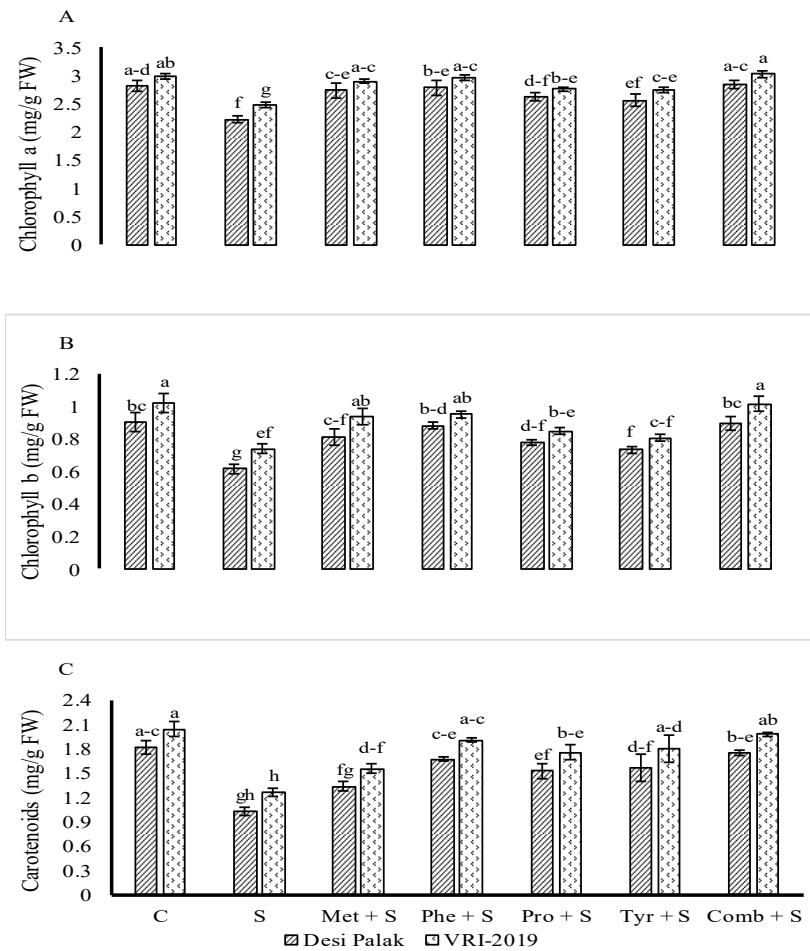 A
Chlorophyll a (mg/g FW)
3.5
3
2.5
2
1.5
1
0.5
0
a-d ab
f g
c-e a-c
b-e a-c
d-f b-e
ef c-e
a-c a
B
Chlorophyll b (mg/g FW)
1.2
1
0.8
0.6
0.4
0.2
0
bc a
g ef
c-f ab
b-d ab
d-f b-e
f c-f
bc a
C
Carotenoids (mg/g FW)
2.4
2.1
1.8
1.5
1.2
0.9
0.6
0.3
0
a-c a
gh h
fg d-f
c-e a-c
ef b-e
d-f a-d
b-e ab
C S Met + S Phe + S Pro + S Tyr + S Comb + S
Desi Palak VRI-2019